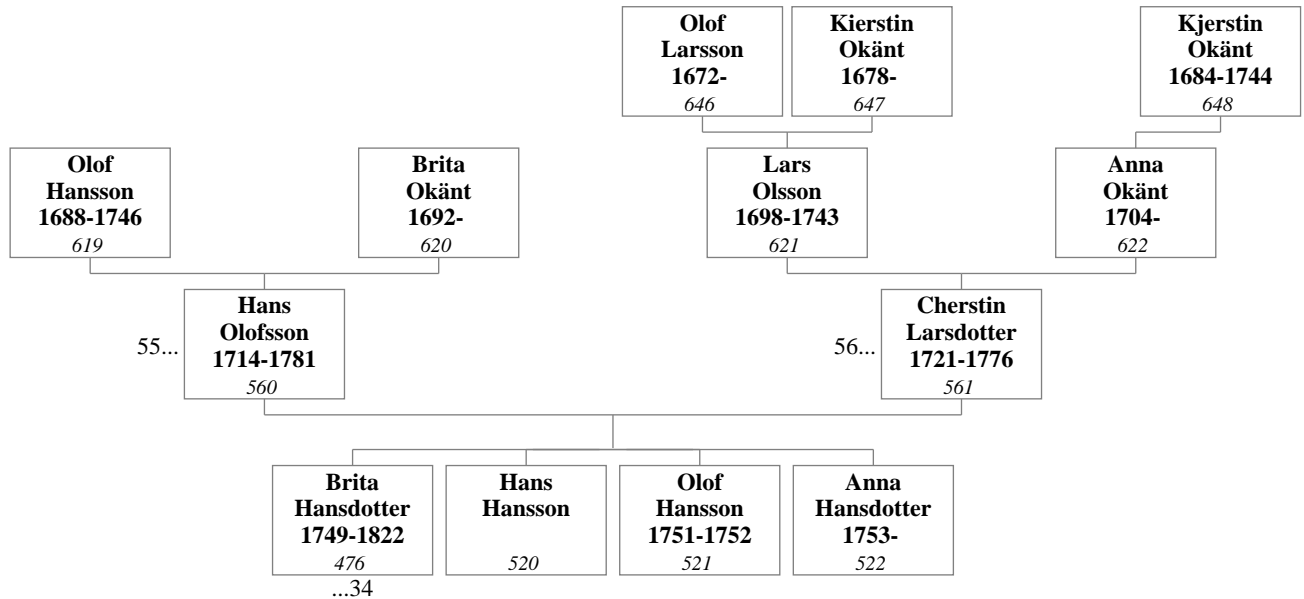 Olof
Larsson
1672-
646
Kierstin
Okänt
1678-
647
Kjerstin
Okänt
1684-1744
648
Olof
Hansson
1688-1746
619
Brita
Okänt
1692-
620
Lars
Olsson
1698-1743
621
Anna
Okänt
1704-
622
55...
Hans
Olofsson
1714-1781
560
56...
Cherstin
Larsdotter
1721-1776
561
Brita
Hansdotter
1749-1822
476
...34
Hans
Hansson
520
Olof
Hansson
1751-1752
521
Anna
Hansdotter
1753-
522